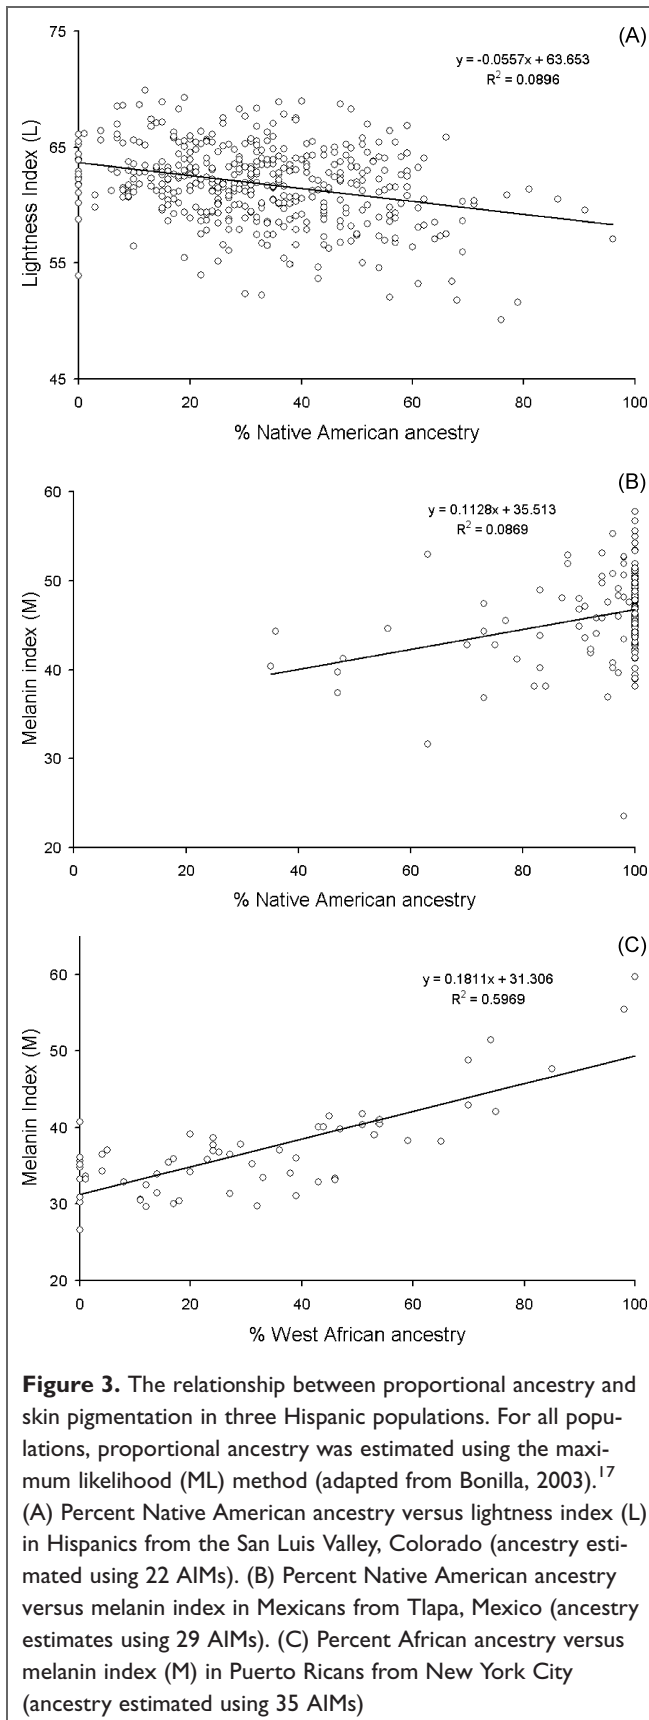 (A)
y = -0.0557x + 63.653
R² = 0.0896
75
65
55
45
Lightness Index (L)
0 20 40 60 80 100
% Native American ancestry
(B)
y = 0.1128x + 35.513
R² = 0.0869
60
50
40
30
20
Melanin index (M)
0 20 40 60 80 100
% Native American ancestry
(C)
y = 0.1811x + 31.306
R² = 0.5969
60
50
40
30
20
Melanin Index (M)
0 20 40 60 80 100
% West African ancestry
Figure 3. The relationship between proportional ancestry and
skin pigmentation in three Hispanic populations. For all popu-
lations, proportional ancestry was estimated using the maxi-
mum likelihood (ML) method (adapted from Bonilla, 2003).¹⁷
(A) Percent Native American ancestry versus lightness index (L)
in Hispanics from the San Luis Valley, Colorado (ancestry esti-
mated using 22 AIMs). (B) Percent Native American ancestry
versus melanin index in Mexicans from Tlapa, Mexico (ancestry
estimates using 29 AIMs). (C) Percent African ancestry versus
melanin index (M) in Puerto Ricans from New York City
(ancestry estimated using 35 AIMs)